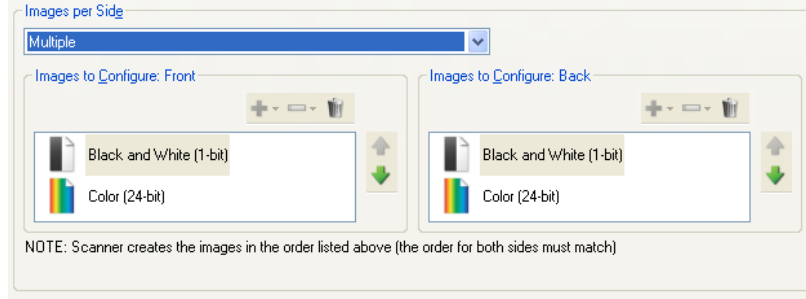 Images per Side
Multiple
Images to Configure: Front
Images to Configure: Back
Black and White (1-bit)
Black and White (1-bit)
Color (24-bit)
Color (24-bit)
NOTE: Scanner creates the images in the order listed above (the order for both sides must match)